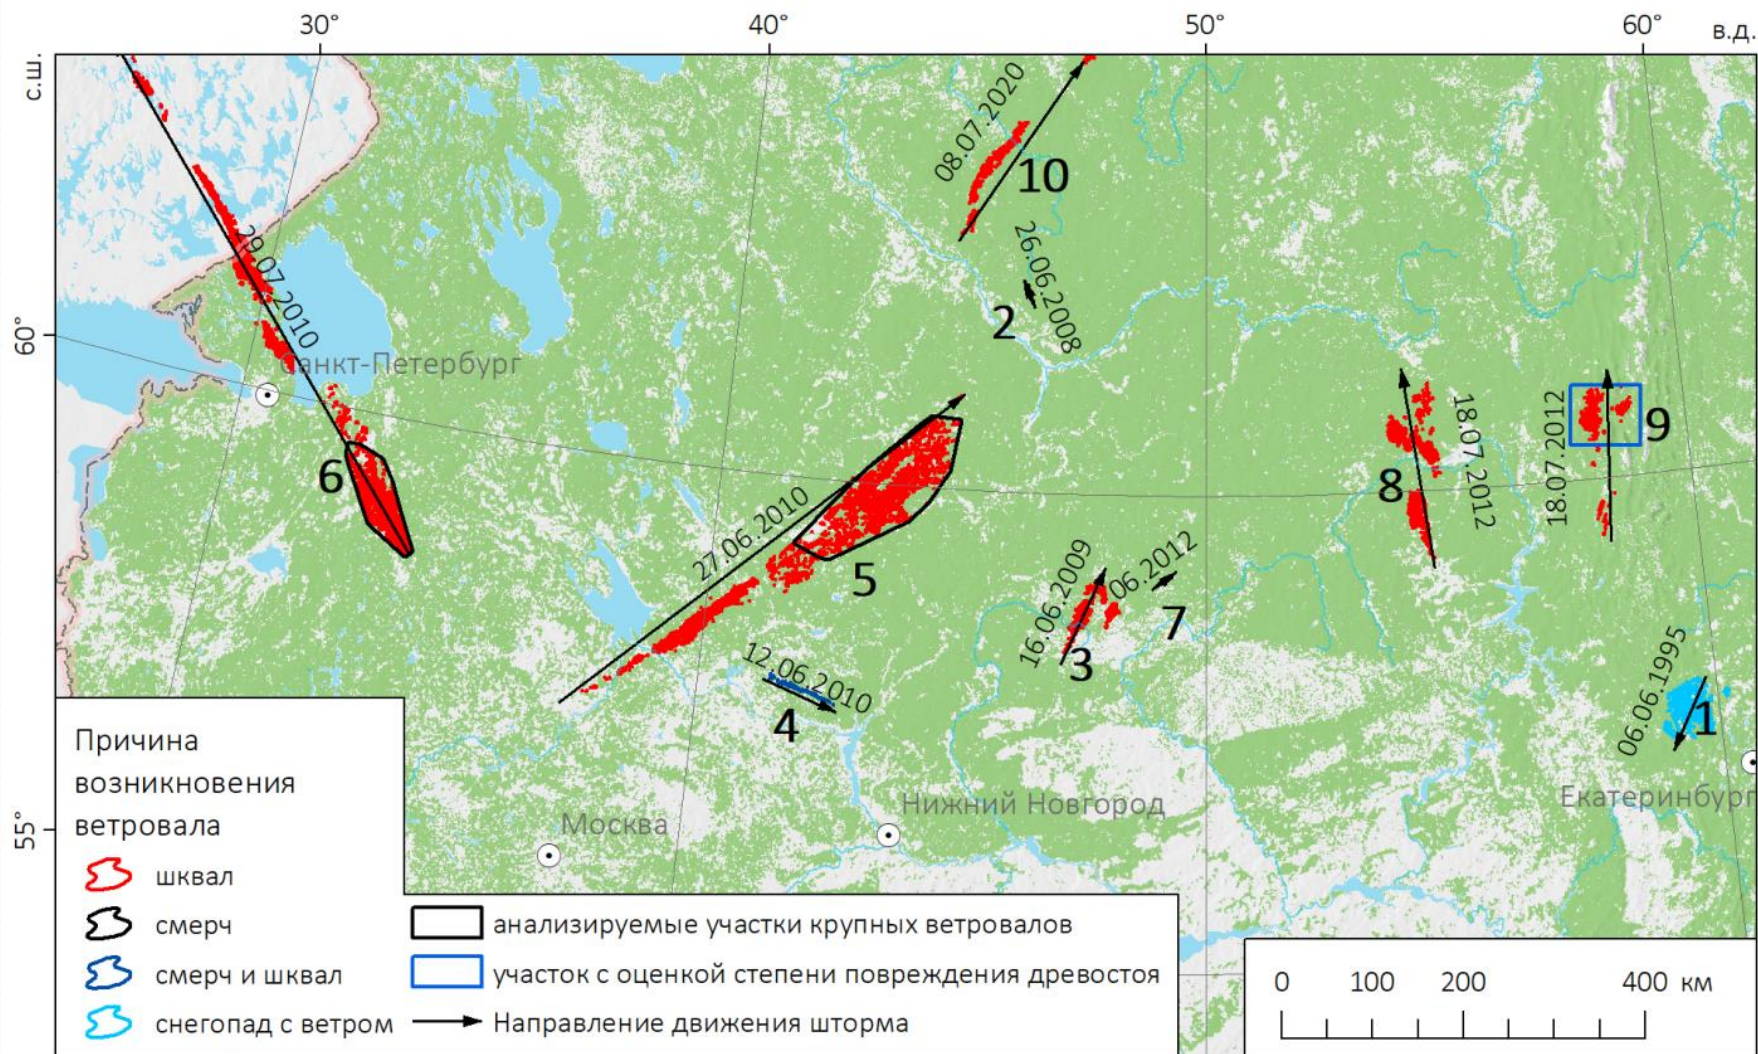 30°
40°
50°
60°
в.д.
с.ш.
60°
55°
29.07.2010
08.07.2020
10
26.06.2008
2
Санкт-Петербург
6
27.06.2010
5
16.06.2009
3
06.2012
7
8
18.07.2012
18.07.2012
9
12.06.2010
4
06.06.1995
1
Москва
Нижний Новгород
Екатеринбург
Причина
возникновения
ветровала
шквал
смерч
смерч и шквал
снегопад с ветром
анализируемые участки крупных ветровалов
участок с оценкой степени повреждения древостоя
Направление движения шторма
0 100 200 400 км